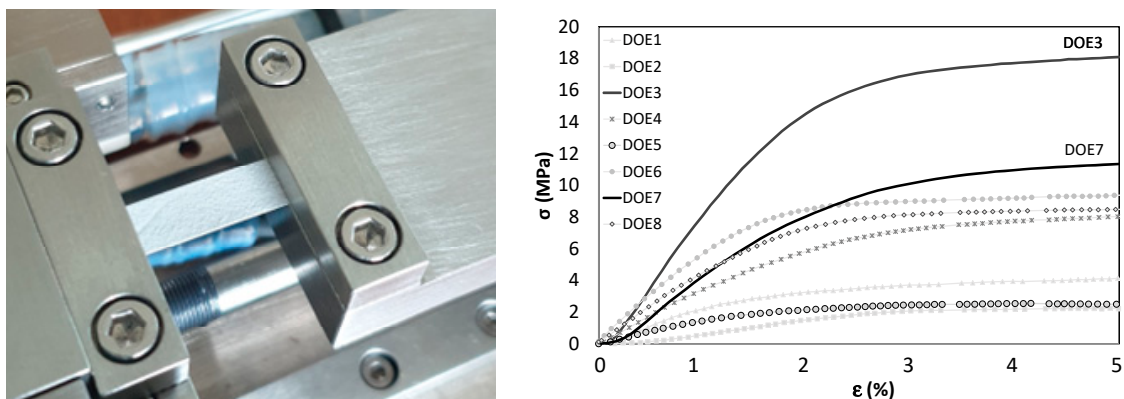 20
18
16
14
12
10
8
6
4
2
0
σ (MPa)
DOE1
DOE2
DOE3
DOE4
DOE5
DOE6
DOE7
DOE8
DOE3
DOE7
0 1 2 3 4 5
ε (%)